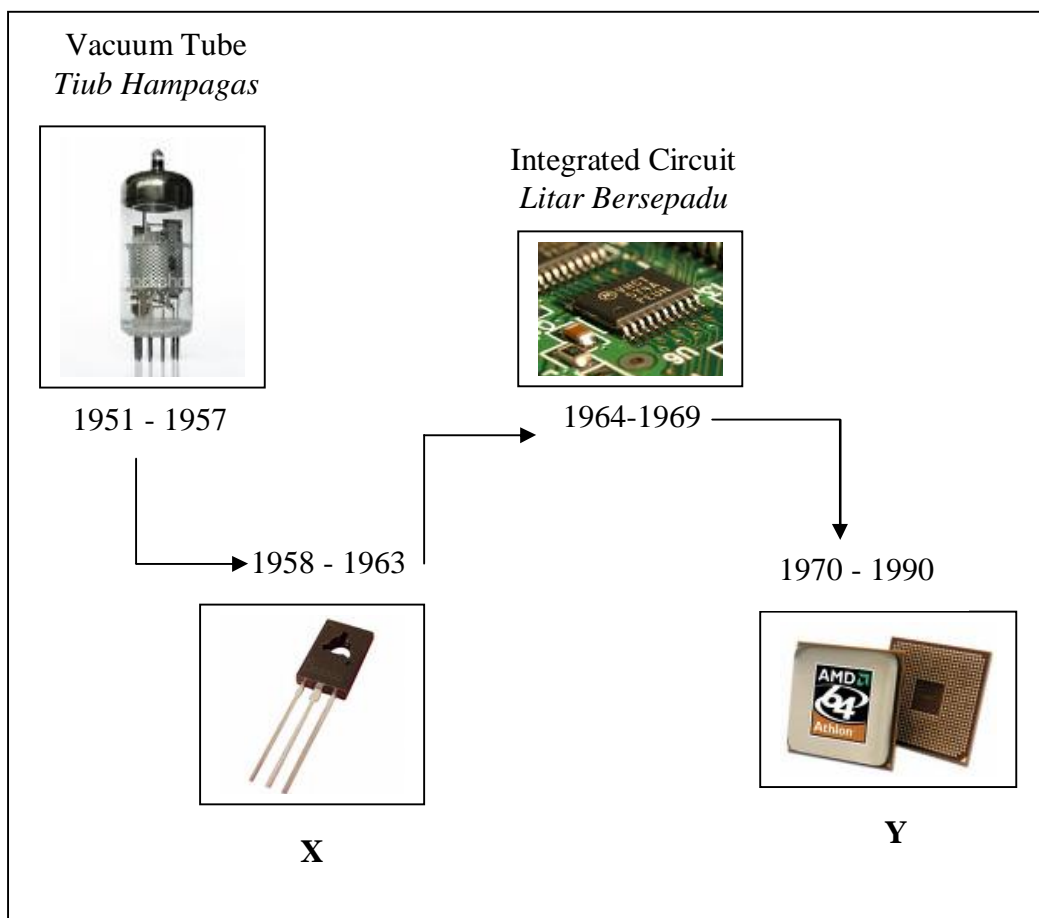 Vacuum Tube
Tiub Hampagas
Integrated Circuit
Litar Bersepadu
1951 - 1957
1964-1969
1958 - 1963
1970 - 1990
AMD
64
Athlon
X
Y